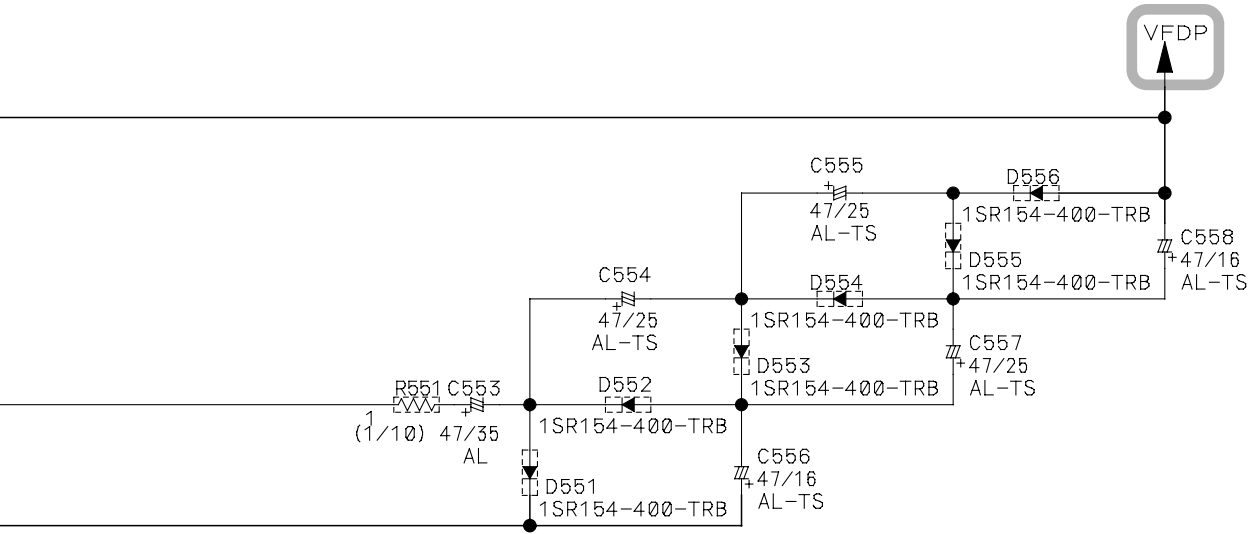 VFDP
C555
47/25
AL-TS
D556
1SR154-400-TRB
C558
47/16
AL-TS
D555
1SR154-400-TRB
C554
47/25
AL-TS
D554
1SR154-400-TRB
C557
47/25
AL-TS
D553
1SR154-400-TRB
R551
1
(1/10)
C553
47/35
AL
D552
1SR154-400-TRB
C556
47/16
AL-TS
D551
1SR154-400-TRB